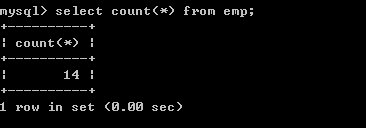 mysql> select count(*) from emp;
+----------+
| count(*) |
+----------+
|       14 |
+----------+
1 row in set (0.00 sec)